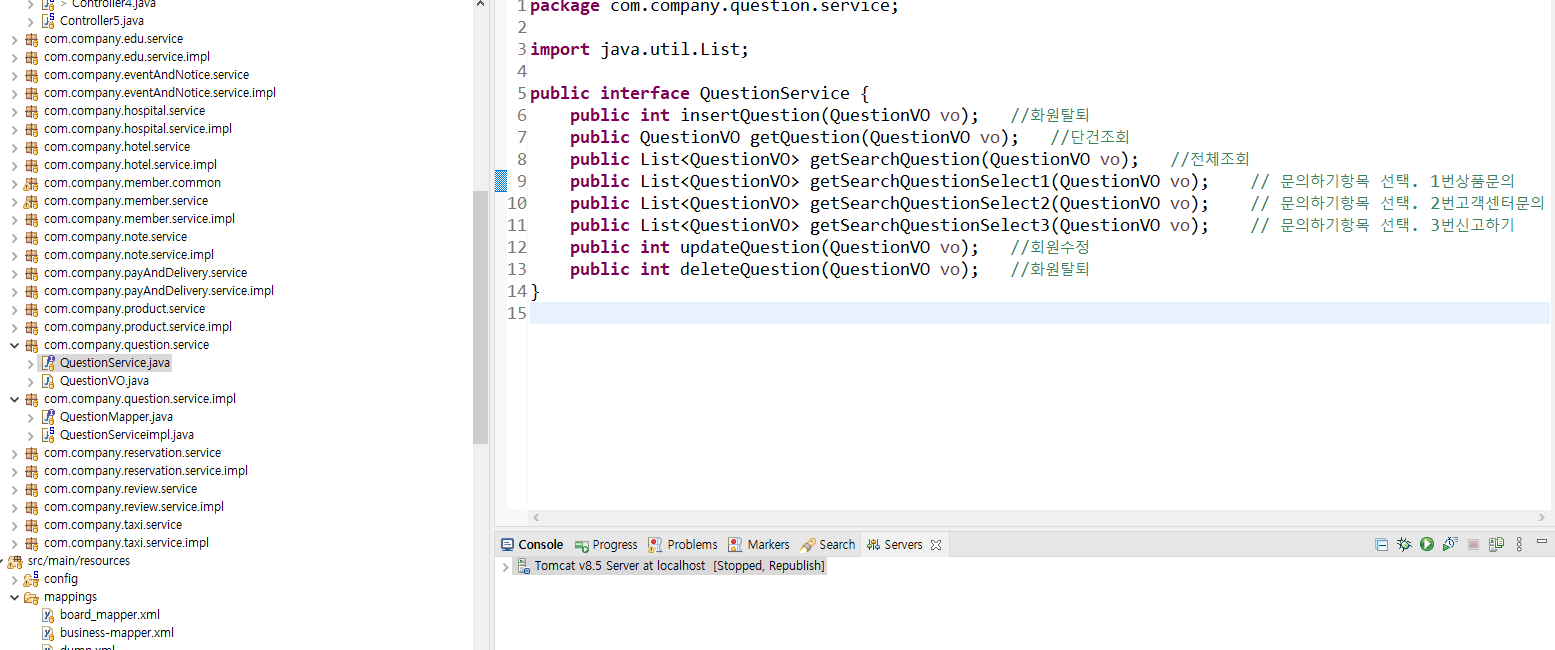 > Controller4.java
Controller5.java
com.company.edu.service
com.company.edu.service.impl
com.company.eventAndNotice.service
com.company.eventAndNotice.service.impl
com.company.hospital.service
com.company.hospital.service.impl
com.company.hotel.service
com.company.hotel.service.impl
com.company.member.common
com.company.member.service
com.company.member.service.impl
com.company.note.service
com.company.note.service.impl
com.company.payAndDelivery.service
com.company.payAndDelivery.service.impl
com.company.product.service
com.company.product.service.impl
com.company.question.service
QuestionService.java
QuestionVO.java
com.company.question.service.impl
QuestionMapper.java
QuestionServiceimpl.java
com.company.reservation.service
com.company.reservation.service.impl
com.company.review.service
com.company.review.service.impl
com.company.taxi.service
com.company.taxi.service.impl
src/main/resources
config
mappings
board_mapper.xml
business-mapper.xml
dump.xml
1 package com.company.question.service;
2
3 import java.util.List;
4
5 public interface QuestionService {
6 public int insertQuestion(QuestionVO vo); //화원탈퇴
7 public QuestionVO getQuestion(QuestionVO vo); //단건조회
8 public List<QuestionVO> getSearchQuestion(QuestionVO vo); //전체조회
9 public List<QuestionVO> getSearchQuestionSelect1(QuestionVO vo); // 문의하기항목 선택. 1번상품문의
10 public List<QuestionVO> getSearchQuestionSelect2(QuestionVO vo); // 문의하기항목 선택. 2번고객센터문의
11 public List<QuestionVO> getSearchQuestionSelect3(QuestionVO vo); // 문의하기항목 선택. 3번신고하기
12 public int updateQuestion(QuestionVO vo); //회원수정
13 public int deleteQuestion(QuestionVO vo); //화원탈퇴
14 }
15
Console Progress Problems Markers Search Servers
Tomcat v8.5 Server at localhost [Stopped, Republish]